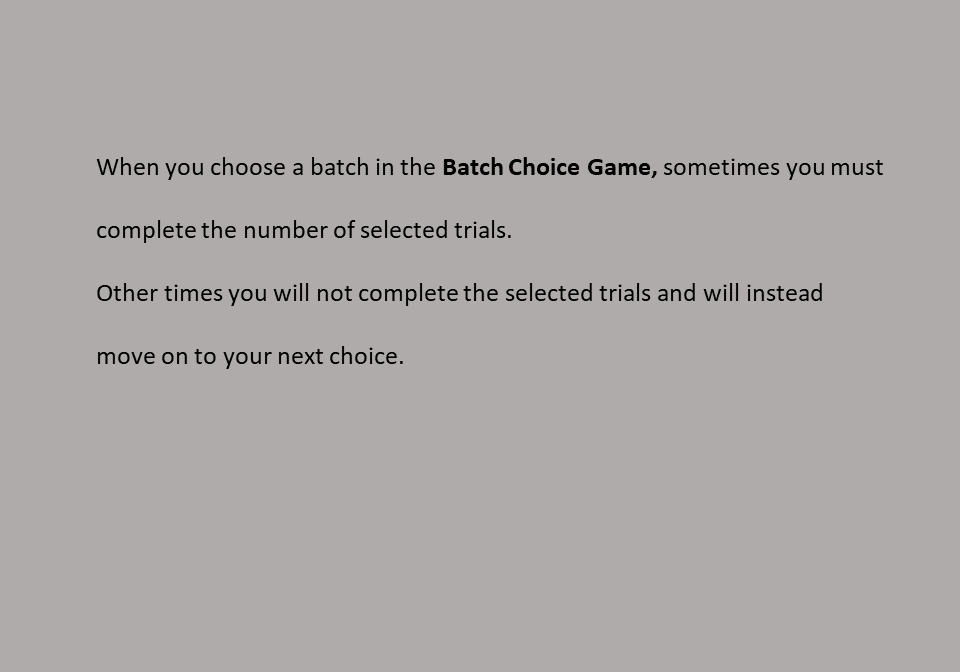 When you choose a batch in the Batch Choice Game, sometimes you must
complete the number of selected trials.
Other times you will not complete the selected trials and will instead
move on to your next choice.